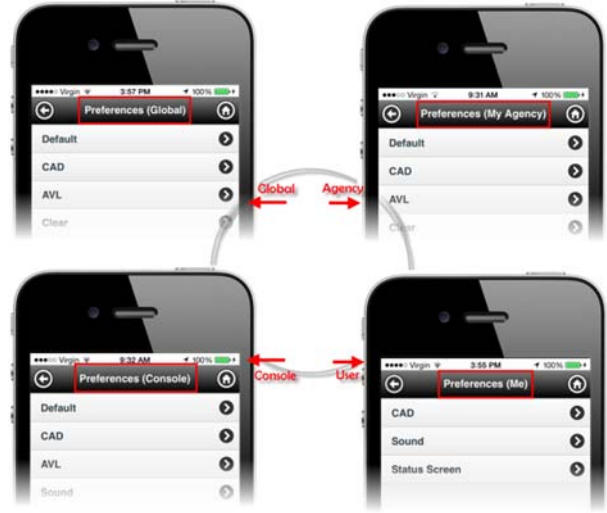 Virgin 3:57 PM 100%
Preferences (Global)
Default
CAD
AVL
Clear
Virgin 9:31 AM 100%
Preferences (My Agency)
Default
CAD
AVL
Clear
Global Agency
Virgin 9:32 AM 100%
Preferences (Console)
Default
CAD
AVL
Sound
Virgin 3:55 PM 100%
Preferences (Me)
CAD
Sound
Status Screen
Console User